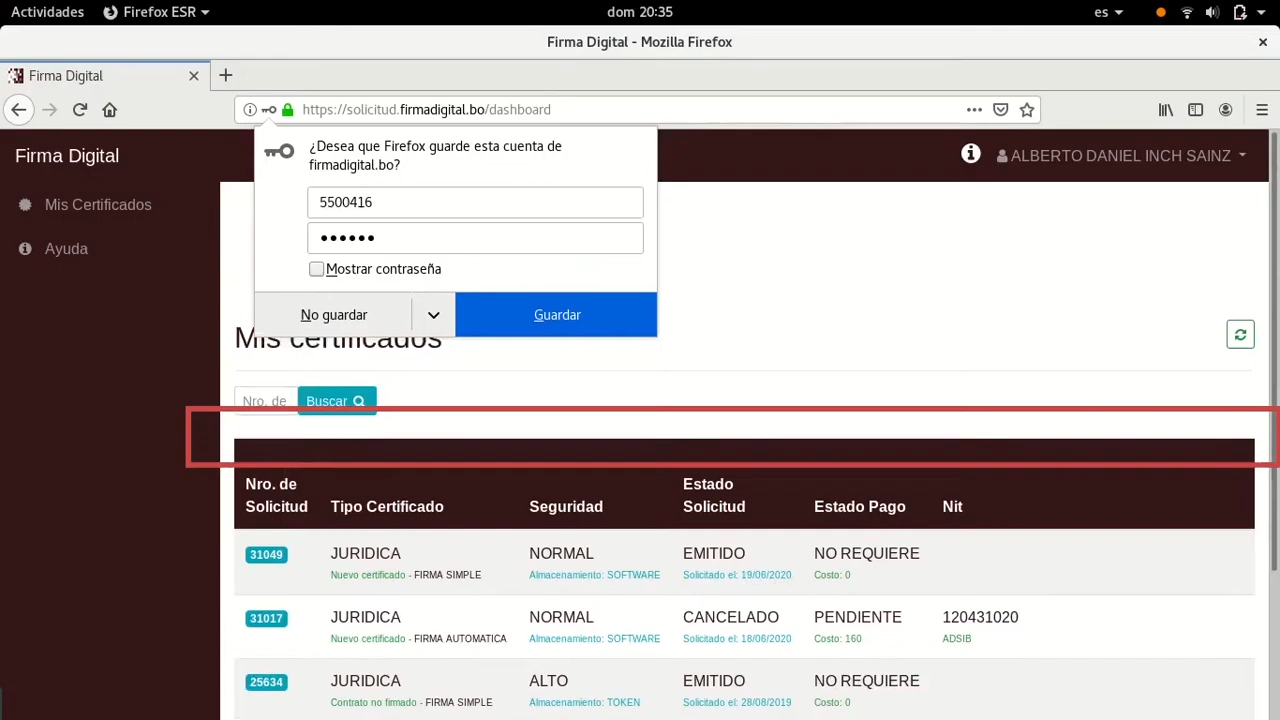 Actividades Firefox ESR dom 20:35 es
Firma Digital - Mozilla Firefox
Firma Digital
https://solicitud.firmadigital.bo/dashboard
Firma Digital
ALBERTO DANIEL INCH SAINZ
¿Desea que Firefox guarde esta cuenta de
firmadigital.bo?
5500416
●●●●●●
Mostrar contraseña
No guardar Guardar
Mis Certificados
Ayuda
Mis certificados
Nro. de Buscar
Nro. de Solicitud Tipo Certificado Seguridad Estado Solicitud Estado Pago Nit
31049 JURIDICA NORMAL EMITIDO NO REQUIERE
Nuevo certificado - FIRMA SIMPLE Almacenamiento: SOFTWARE Solicitado el: 19/06/2020 Costo: 0
31017 JURIDICA NORMAL CANCELADO PENDIENTE 120431020
Nuevo certificado - FIRMA AUTOMATICA Almacenamiento: SOFTWARE Solicitado el: 18/06/2020 Costo: 160 ADSIB
25634 JURIDICA ALTO EMITIDO NO REQUIERE
Contrato no firmado - FIRMA SIMPLE Almacenamiento: TOKEN Solicitado el: 28/08/2019 Costo: 0